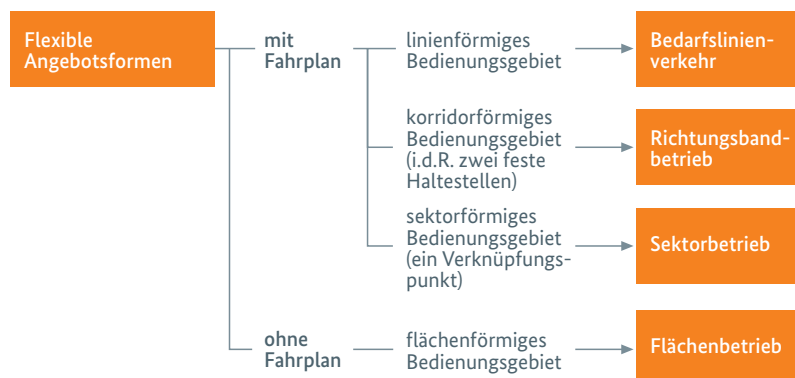 Flexible
Angebotsformen
mit
Fahrplan
linienförmiges
Bedienungsgebiet
Bedarfslinien-
verkehr
korridorförmiges
Bedienungsgebiet
(i.d.R. zwei feste
Haltestellen)
Richtungsband-
betrieb
sektorförmiges
Bedienungsgebiet
(ein Verknüpfungs-
punkt)
Sektorbetrieb
ohne
Fahrplan
flächenförmiges
Bedienungsgebiet
Flächenbetrieb